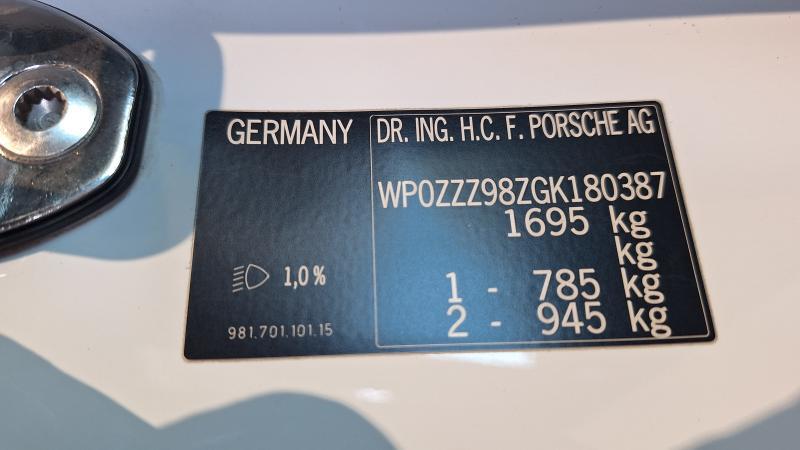 GERMANY
1,0%
981.701.101.15
DR. ING. H.C. F. PORSCHE AG
WP0ZZZ98ZGK180387
1695 kg
kg
1 - 785 kg
2 - 945 kg